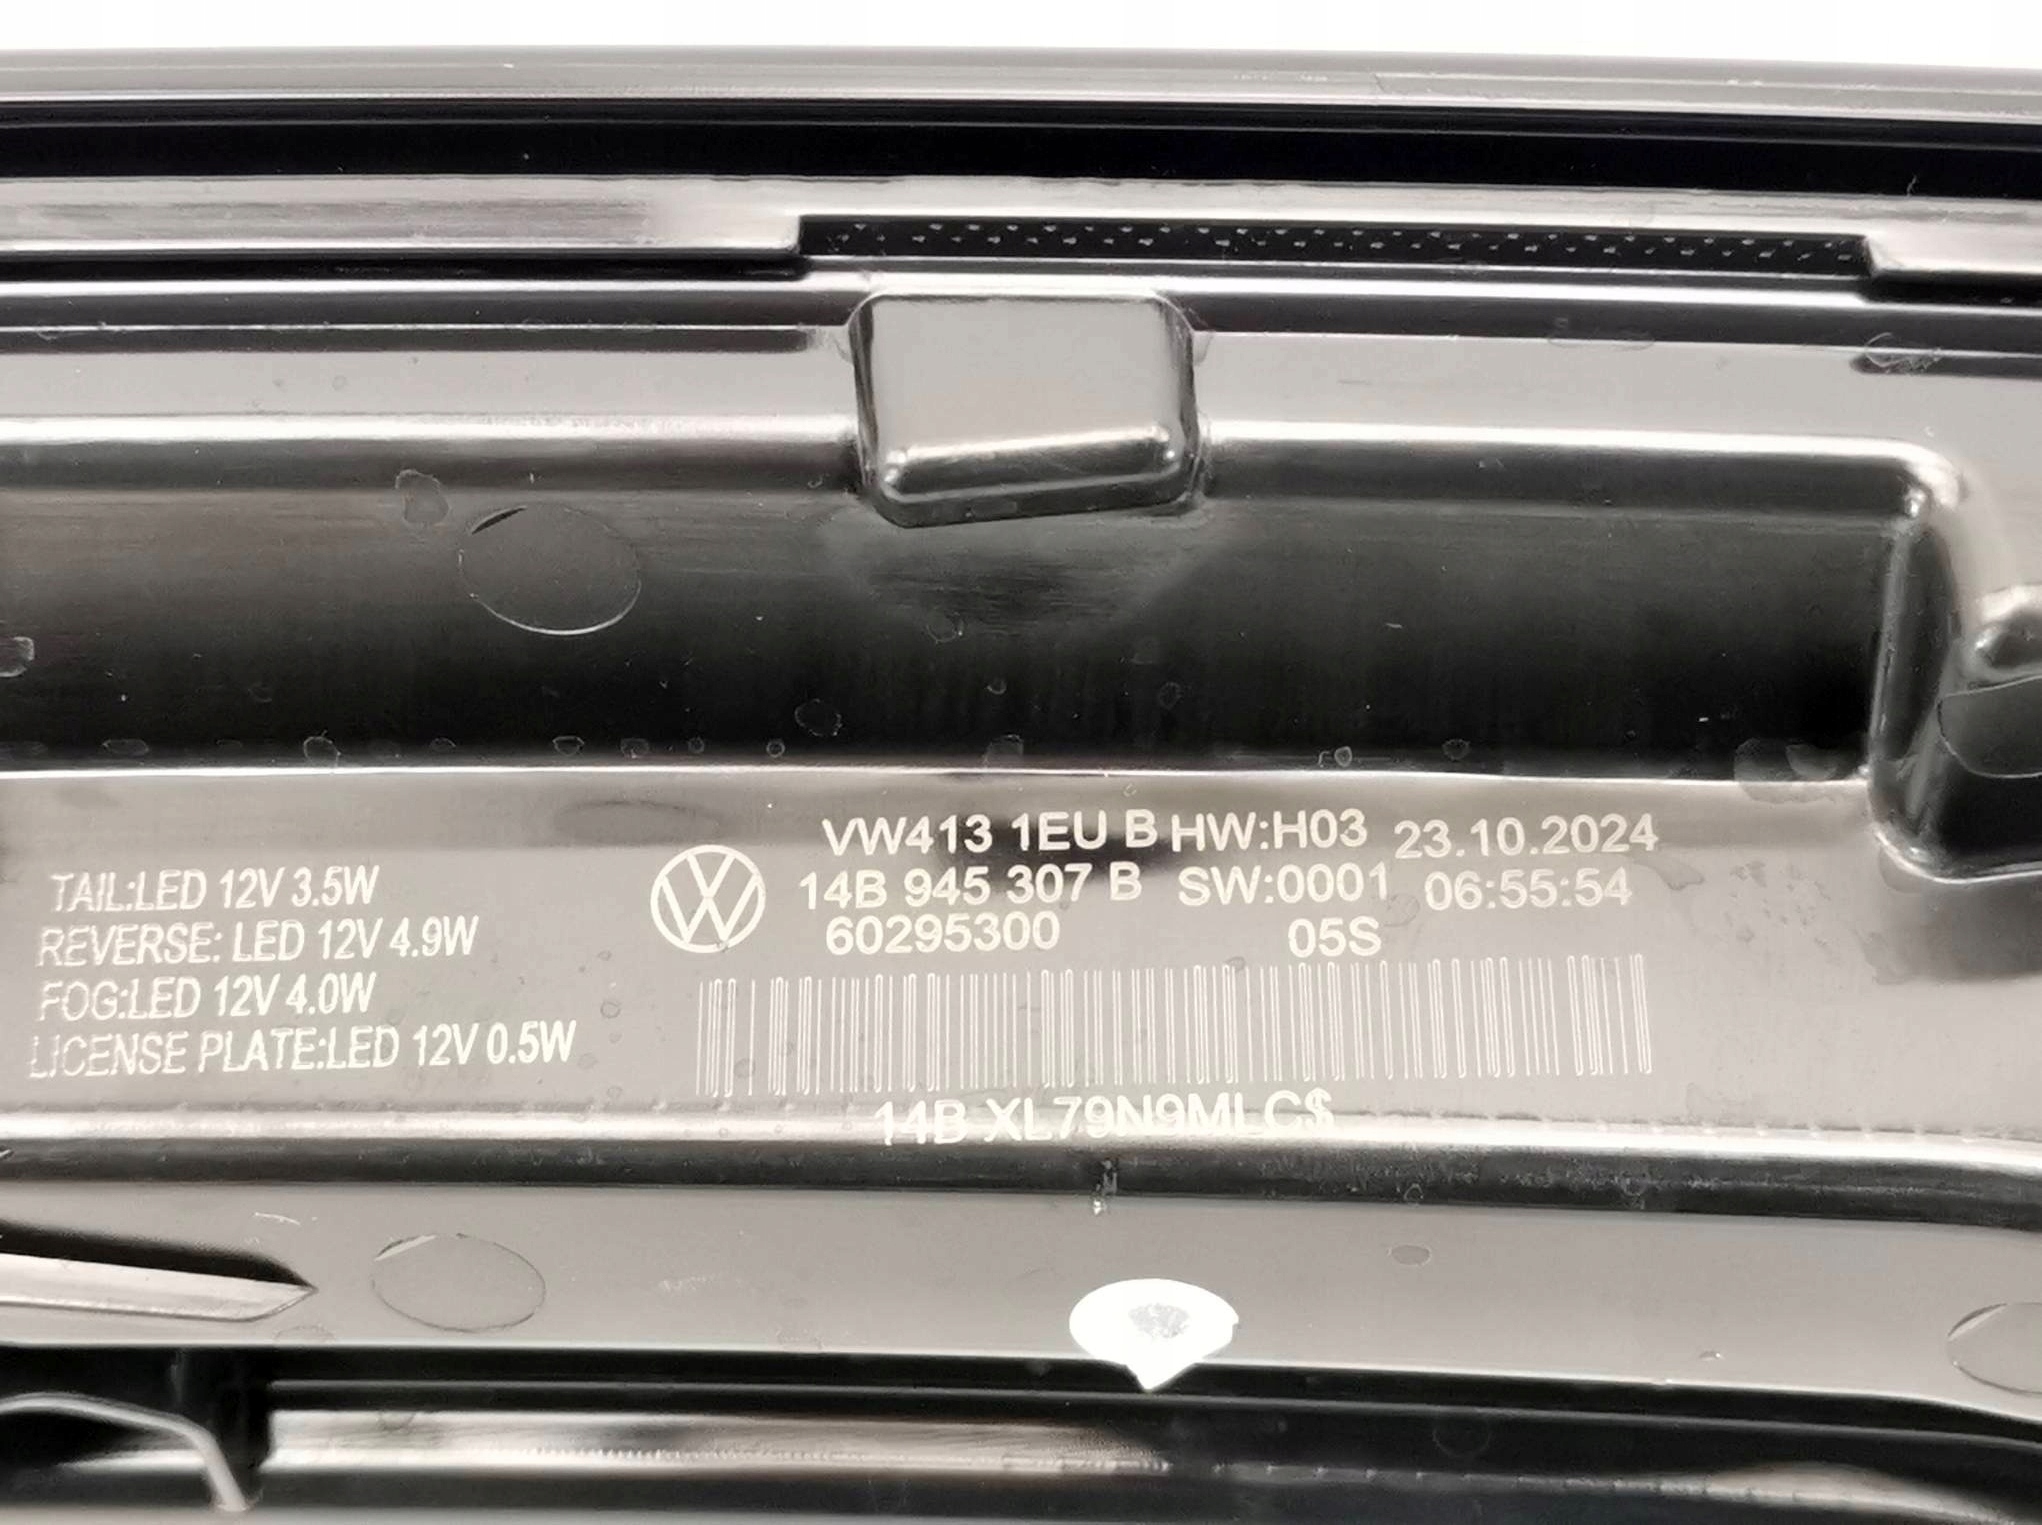 TAIL:LED 12V 3.5W
REVERSE: LED 12V 4.9W
FOG:LED 12V 4.0W
LICENSE PLATE:LED 12V 0.5W
VW413 1EU B HW:H03 23.10.2024
14B 945 307 B SW:0001 06:55:54
60295300 05S
14B XL79N9MLC$